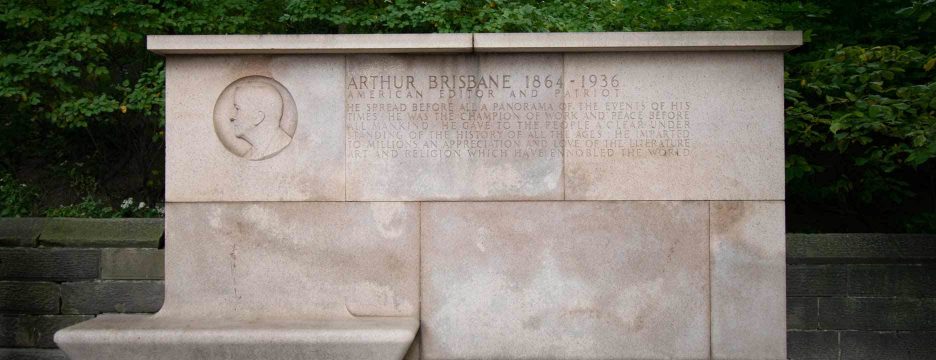 ARTHUR BRISBANE 1864-1936
AMERICAN EDITOR AND PATRIOT
HE SPREAD BEFORE ALL A PANORAMA OF THE EVENTS OF HIS
TIMES · HE WAS THE CHAMPION OF WORK AND PEACE BEFORE
ALL MANKIND · HE GAVE TO THE PEOPLE A CLEAR UNDER-
STANDING OF THE HISTORY OF ALL THE AGES · HE IMPARTED
TO MILLIONS AN APPRECIATION AND LOVE OF THE LITERATURE
ART AND RELIGION WHICH HAVE ENNOBLED THE WORLD